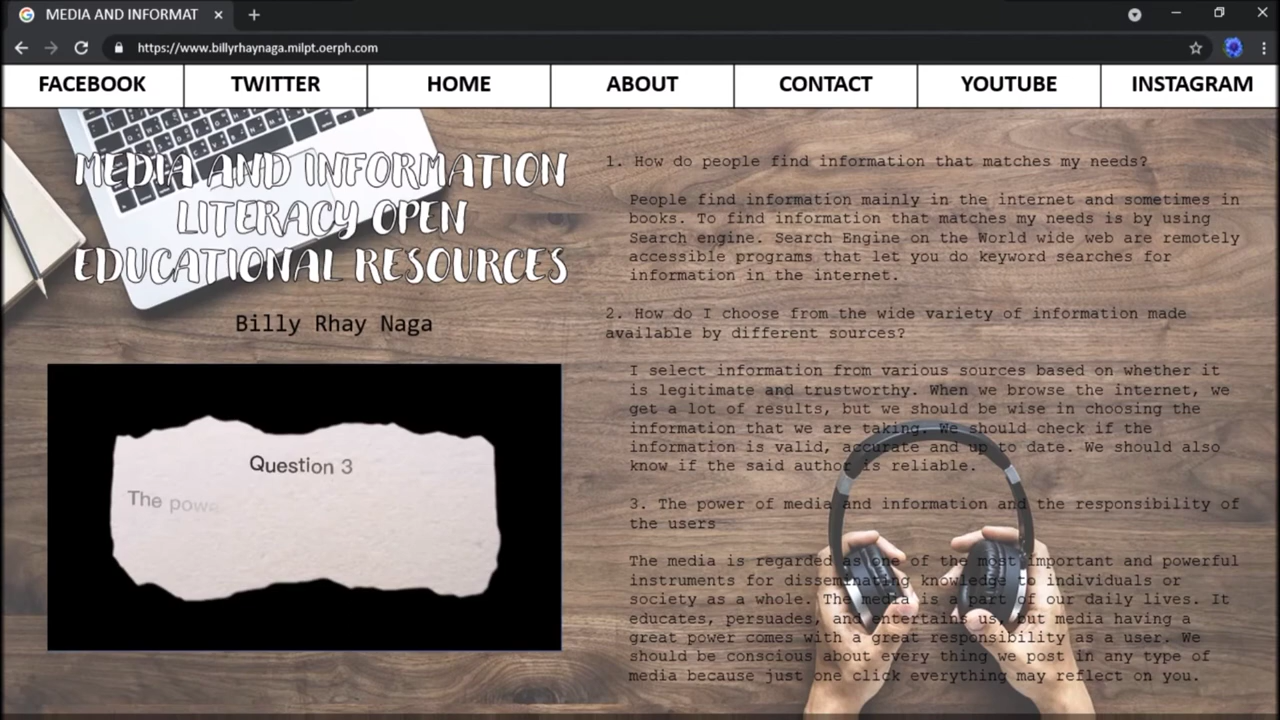 MEDIA AND INFORMAT
https://www.billyrhaynaga.milpt.oerph.com
FACEBOOK TWITTER HOME ABOUT CONTACT YOUTUBE INSTAGRAM
MEDIA AND INFORMATION
LITERACY OPEN
EDUCATIONAL RESOURCES
Billy Rhay Naga
Question 3
The powe
1. How do people find information that matches my needs?
People find information mainly in the internet and sometimes in
books. To find information that matches my needs is by using
Search engine. Search Engine on the World wide web are remotely
accessible programs that let you do keyword searches for
information in the internet.
2. How do I choose from the wide variety of information made
available by different sources?
I select information from various sources based on whether it
is legitimate and trustworthy. When we browse the internet, we
get a lot of results, but we should be wise in choosing the
information that we are taking. We should check if the
information is valid, accurate and up to date. We should also
know if the said author is reliable.
3. The power of media and information and the responsibility of
the users
The media is regarded as one of the most important and powerful
instruments for disseminating knowledge to individuals or
society as a whole. The media is a part of our daily lives. It
educates, persuades, and entertains us, but media having a
great power comes with a great responsibility as a user. We
should be conscious about every thing we post in any type of
media because just one click everything may reflect on you.